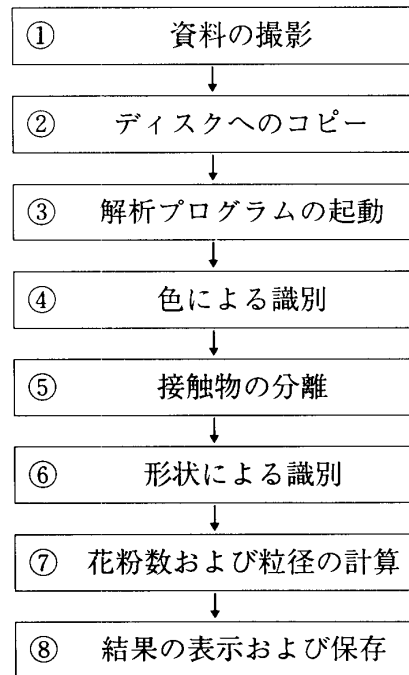 ① 資料の撮影
② ディスクへのコピー
③ 解析プログラムの起動
④ 色による識別
⑤ 接触物の分離
⑥ 形状による識別
⑦ 花粉数および粒径の計算
⑧ 結果の表示および保存